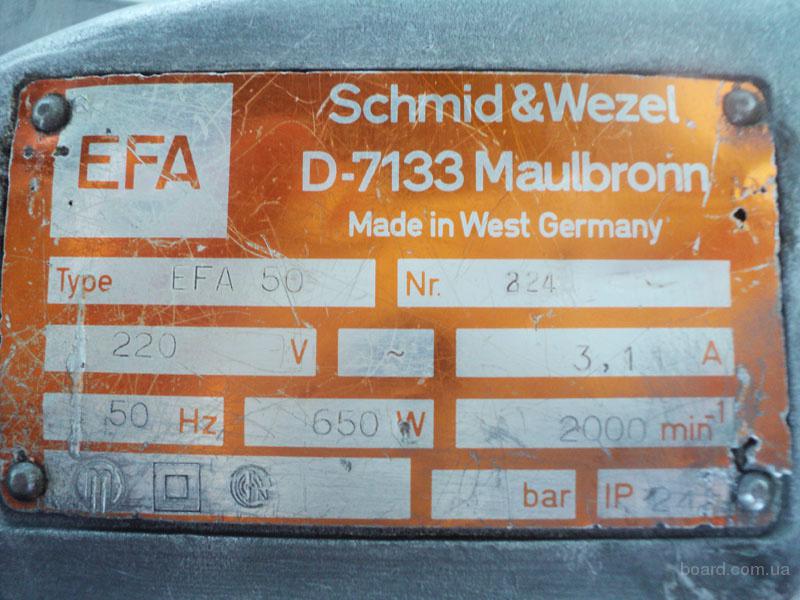 EFA
Schmid & Wezel
D-7133 Maulbronn
Made in West Germany
Type EFA 50 Nr. 824
220 V ~ 3,1 A
50 Hz 650 W 2000 min⁻¹
bar IP 24
board.com.ua